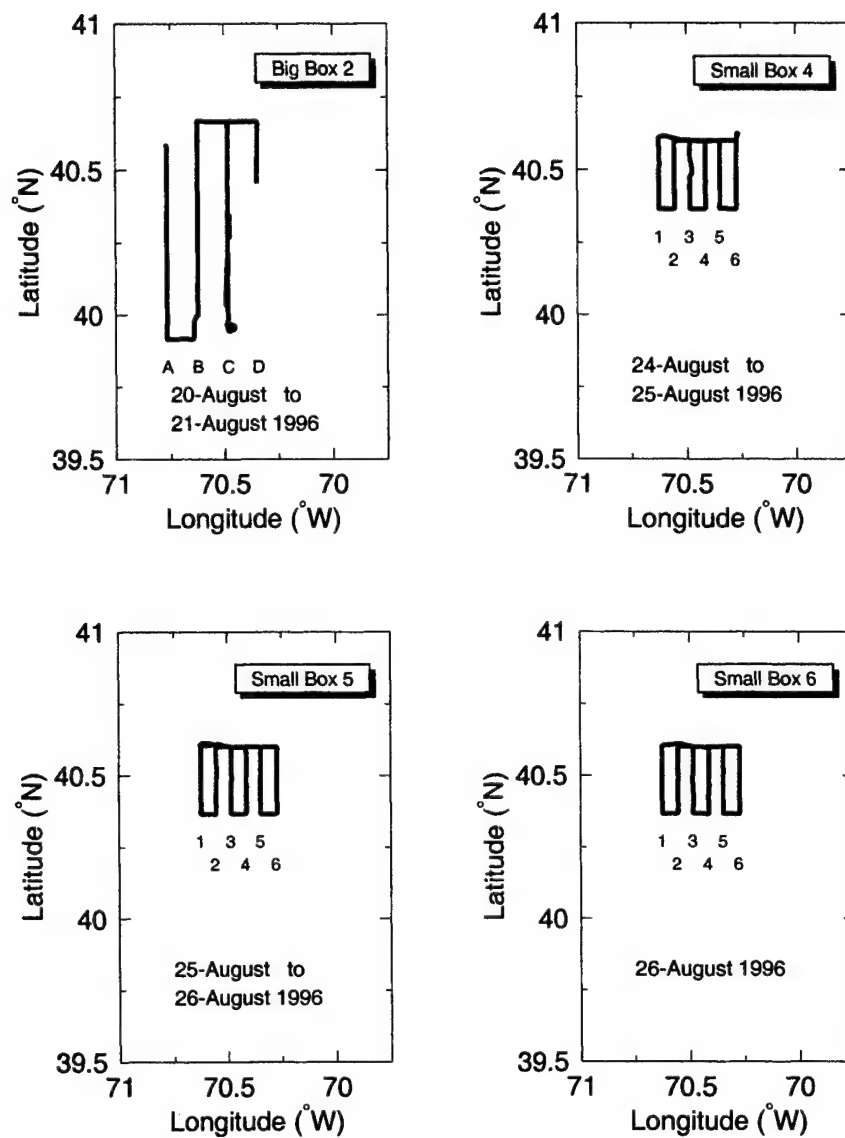 41
Big Box 2
40.5
Latitude (°N)
40
A B C D
20-August to
21-August 1996
39.5
71 70.5 70
Longitude (°W)
41
Small Box 4
40.5
Latitude (°N)
1 3 5
2 4 6
40
24-August to
25-August 1996
39.5
71 70.5 70
Longitude (°W)
41
Small Box 5
40.5
Latitude (°N)
1 3 5
2 4 6
40
25-August to
26-August 1996
39.5
71 70.5 70
Longitude (°W)
41
Small Box 6
40.5
Latitude (°N)
1 3 5
2 4 6
40
26-August 1996
39.5
71 70.5 70
Longitude (°W)